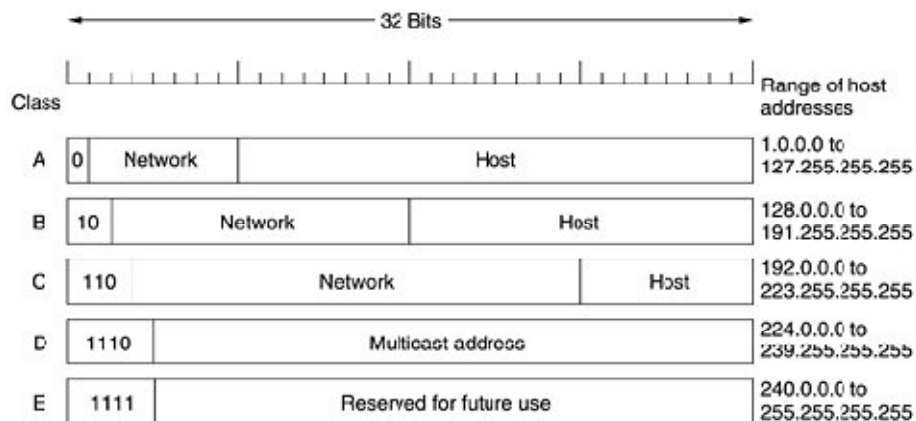 32 Bits
Class
Range of host
addresses
A
0
Network
Host
1.0.0.0 to
127.255.255.255
B
10
Network
Host
128.0.0.0 to
191.255.255.255
C
110
Network
Host
192.0.0.0 to
223.255.255.255
D
1110
Multicast address
224.0.0.0 to
239.255.255.255
E
1111
Reserved for future use
240.0.0.0 to
255.255.255.255